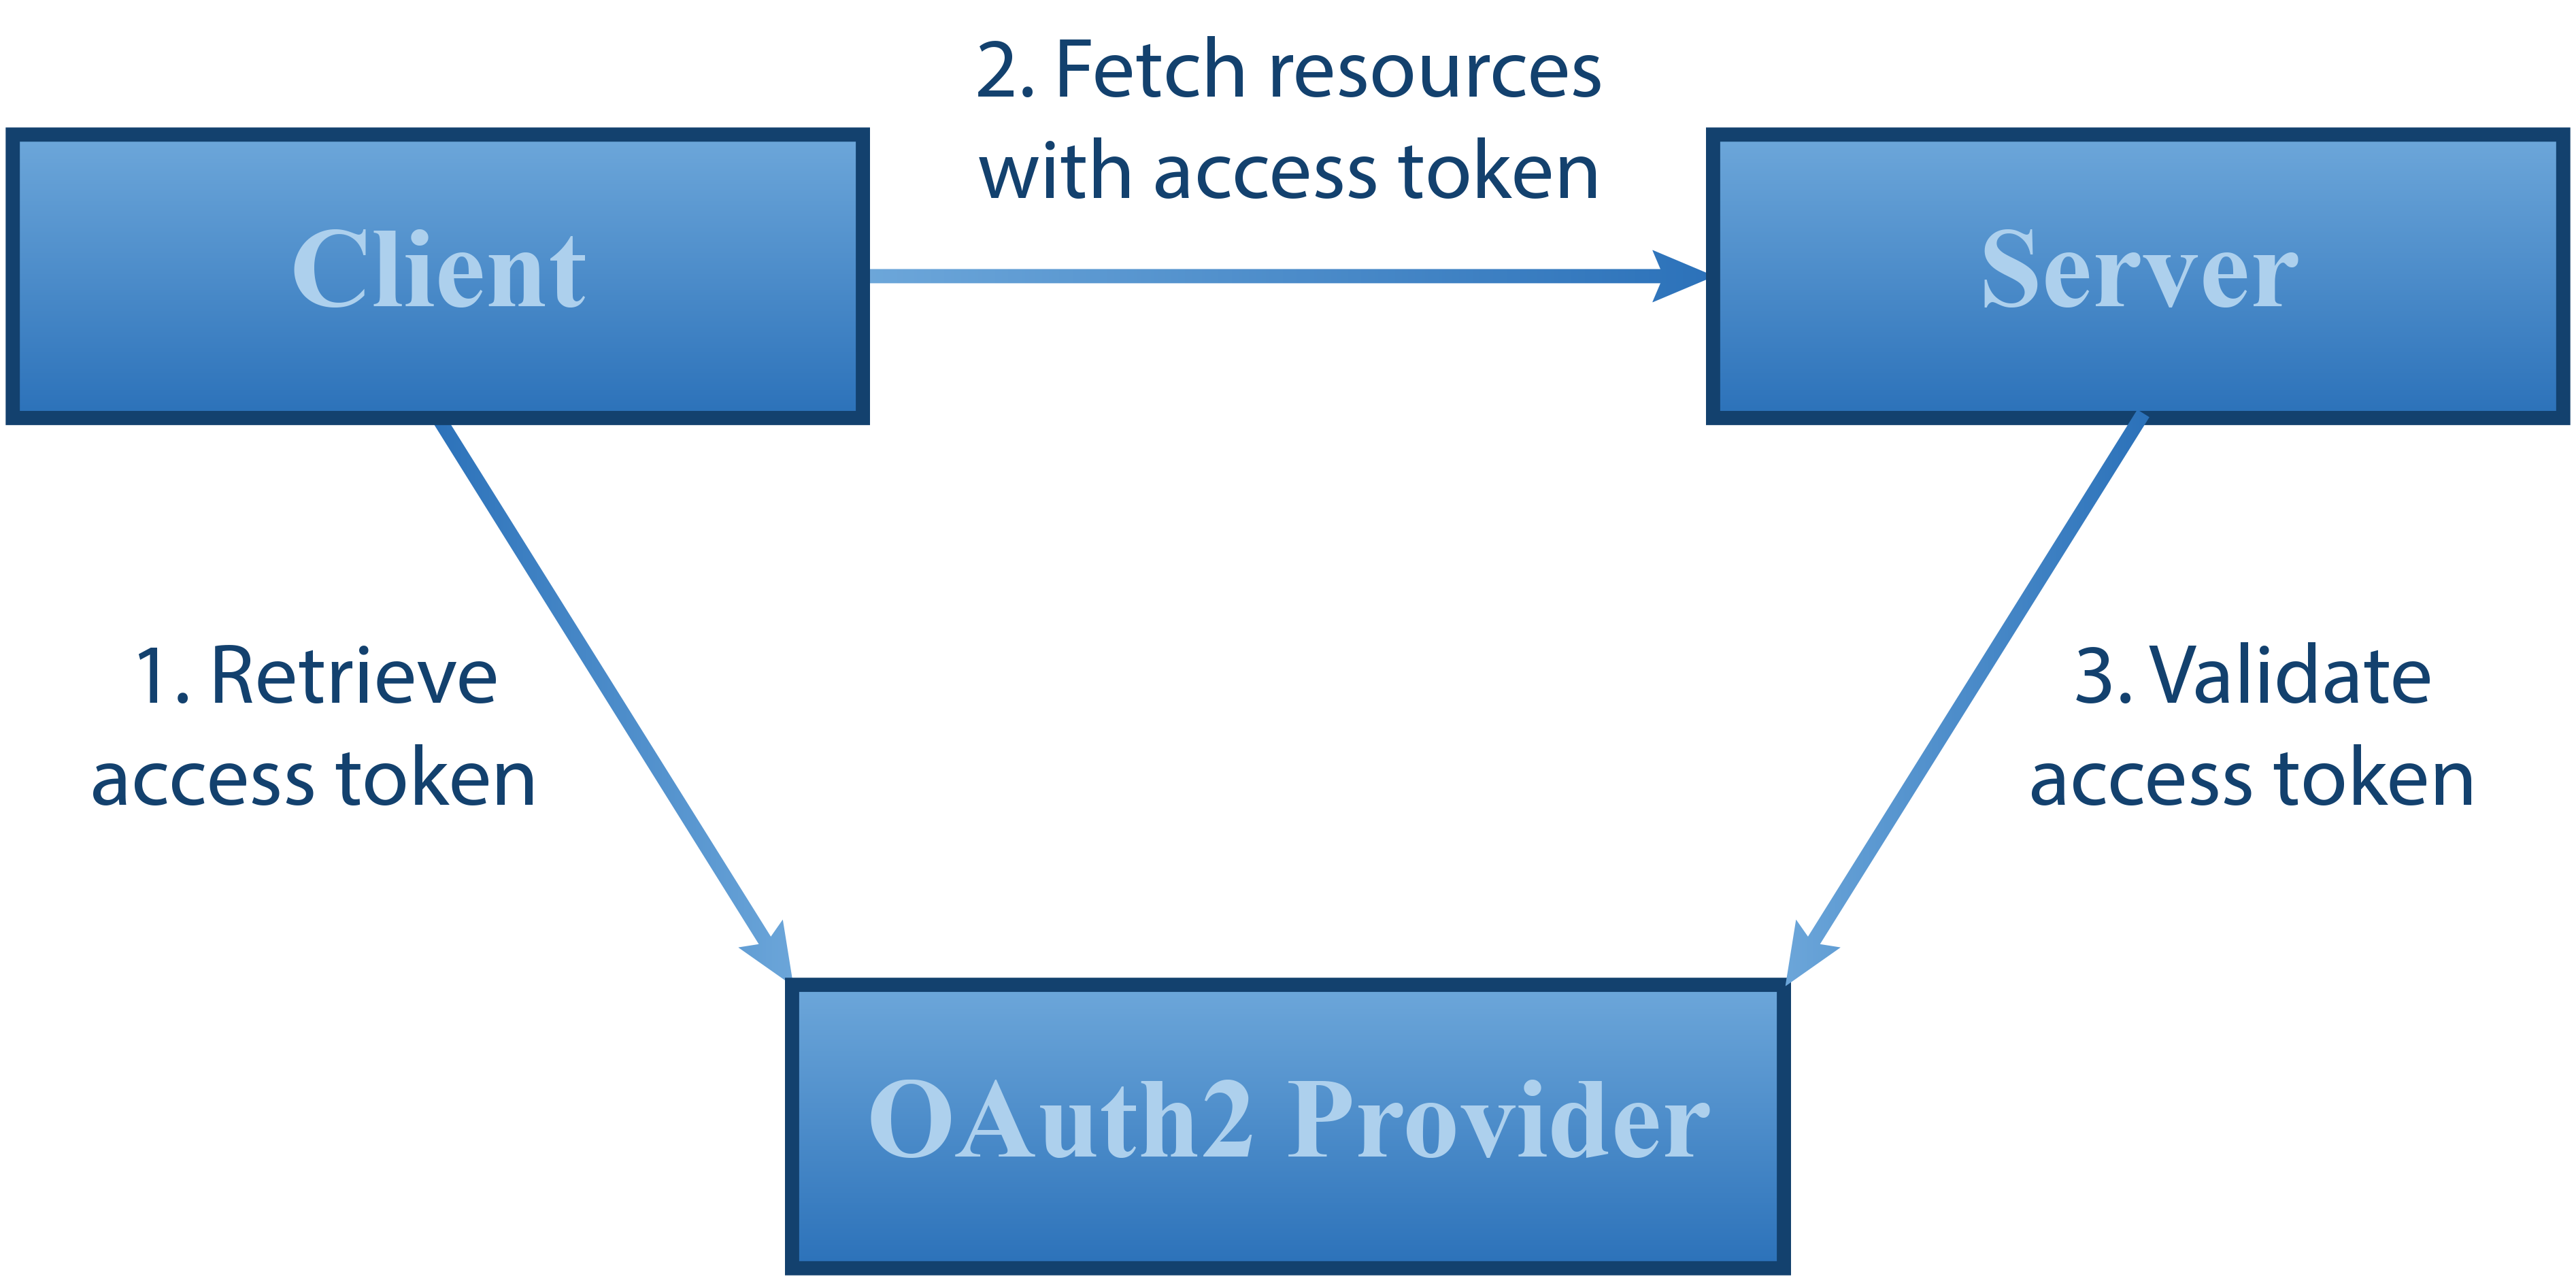 2. Fetch resources
with access token
Client
Server
1. Retrieve
access token
3. Validate
access token
OAuth2 Provider